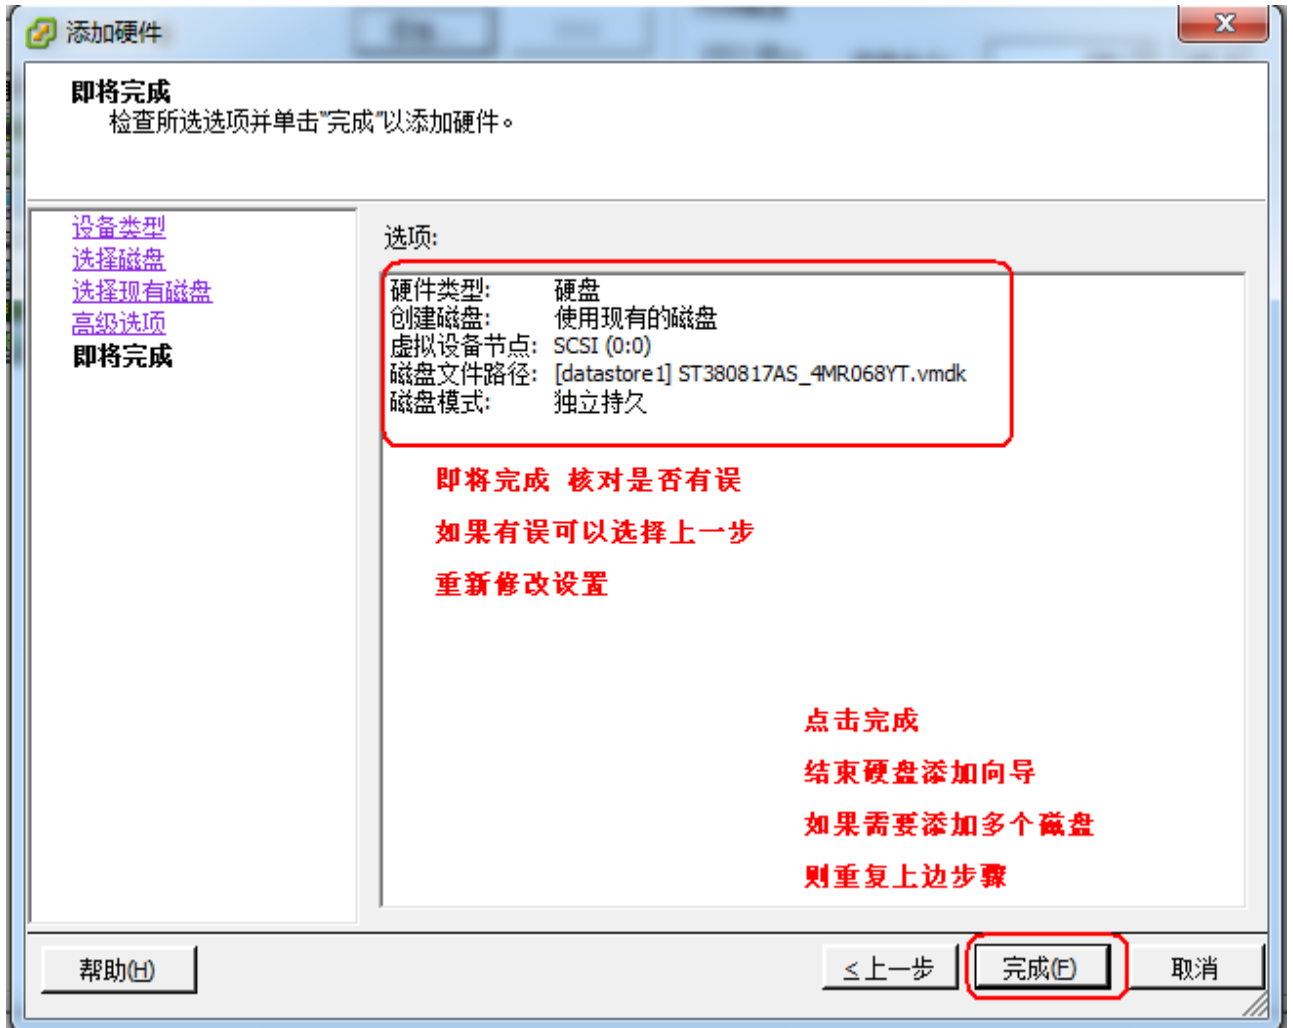 添加硬件
即将完成
检查所选选项并单击"完成"以添加硬件。
设备类型
选择磁盘
选择现有磁盘
高级选项
即将完成
选项:
硬件类型: 硬盘
创建磁盘: 使用现有的磁盘
虚拟设备节点: SCSI (0:0)
磁盘文件路径: [datastore1] ST380817AS_4MR068YT.vmdk
磁盘模式: 独立持久
即将完成 核对是否有误
如果有误可以选择上一步
重新修改设置
点击完成
结束硬盘添加向导
如果需要添加多个磁盘
则重复上边步骤
帮助(H)
≤上一步
完成(F)
取消